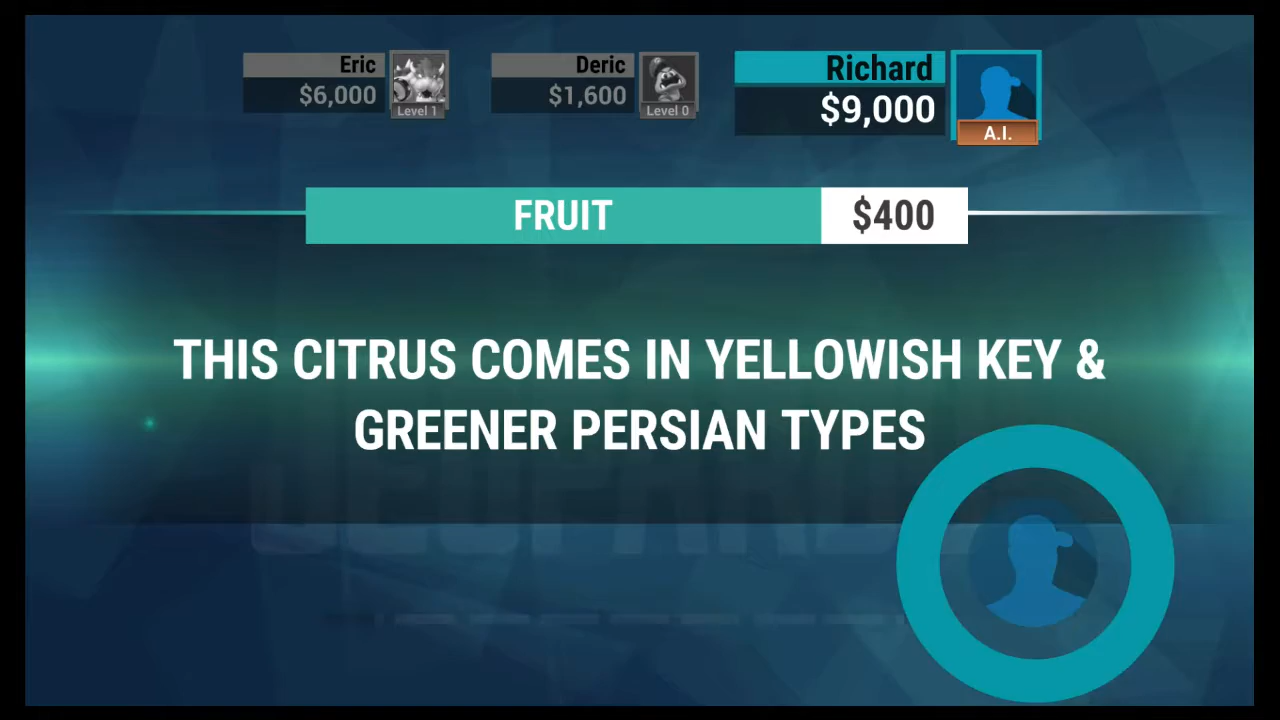 Eric
$6,000
Level 1
Deric
$1,600
Level 0
Richard
$9,000
A.I.
FRUIT
$400
THIS CITRUS COMES IN YELLOWISH KEY &
GREENER PERSIAN TYPES
JEOPARDY